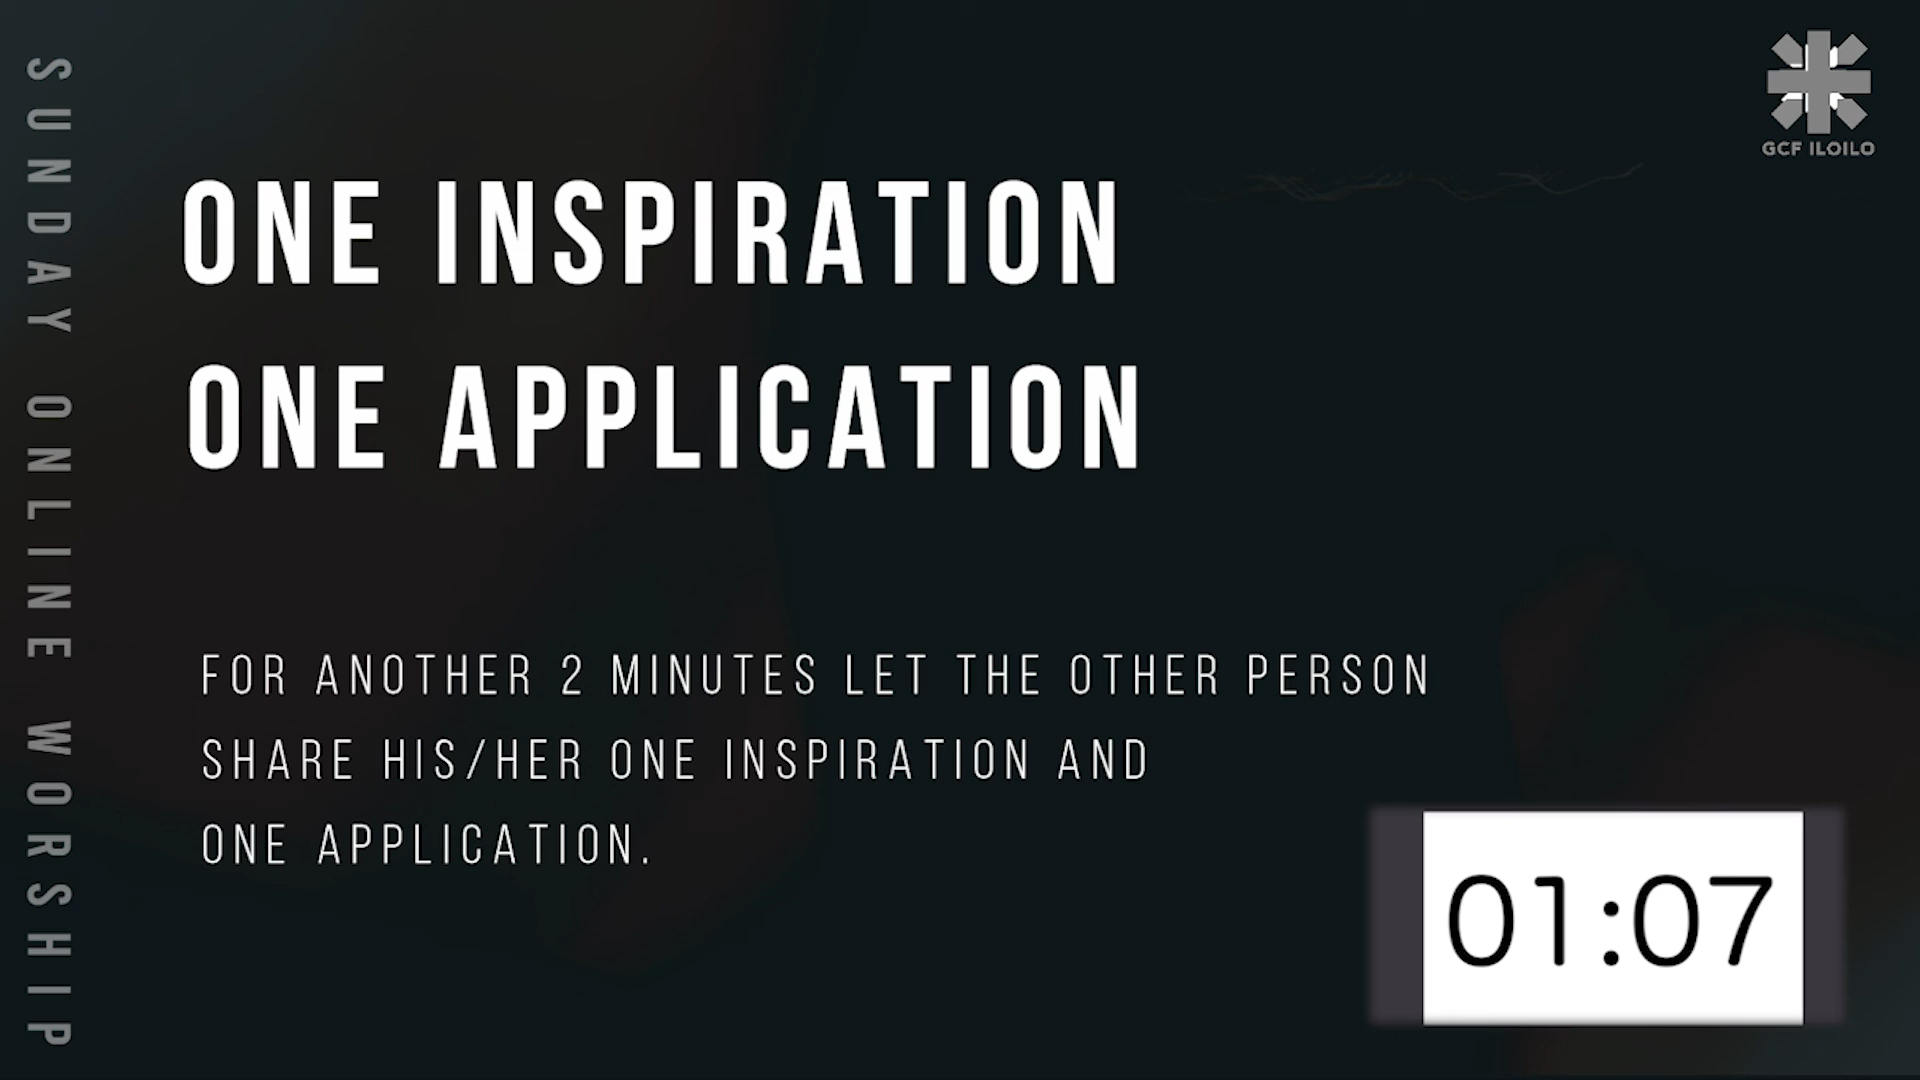 SUNDAY ONLINE WORSHIP
GCF ILOILO
ONE INSPIRATION
ONE APPLICATION
FOR ANOTHER 2 MINUTES LET THE OTHER PERSON
SHARE HIS/HER ONE INSPIRATION AND
ONE APPLICATION.
01:07